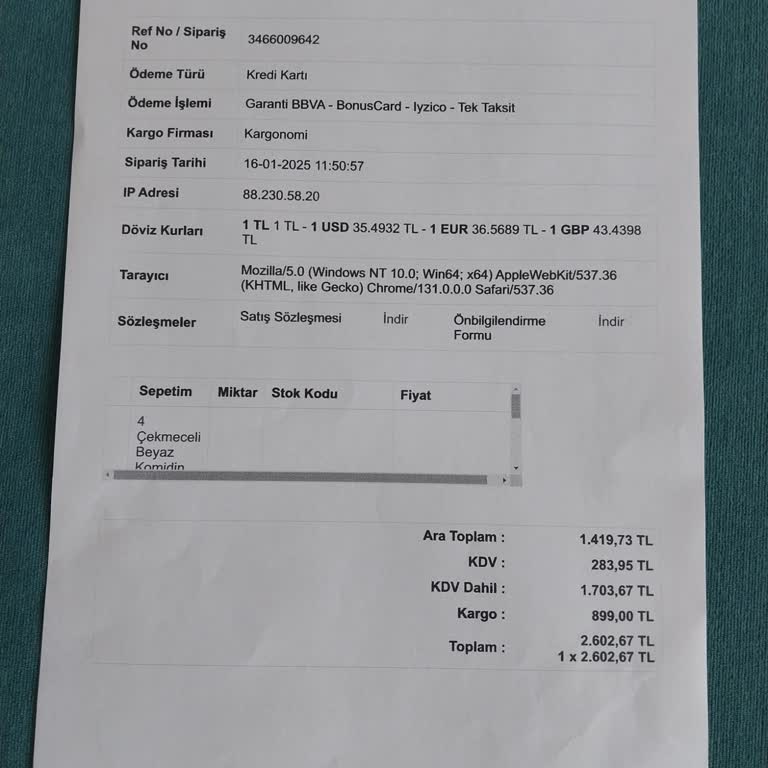 Ref No / Sipariş
No
3466009642
Ödeme Türü
Kredi Kartı
Ödeme İşlemi
Garanti BBVA - BonusCard - Iyzico - Tek Taksit
Kargo Firması
Kargonomi
Sipariş Tarihi
16-01-2025 11:50:57
IP Adresi
88.230.58.20
Döviz Kurları
1 TL 1 TL - 1 USD 35.4932 TL - 1 EUR 36.5689 TL - 1 GBP 43.4398
TL
Tarayıcı
Mozilla/5.0 (Windows NT 10.0; Win64; x64) AppleWebKit/537.36
(KHTML, like Gecko) Chrome/131.0.0.0 Safari/537.36
Sözleşmeler
Satış Sözleşmesi İndir Önbilgilendirme İndir
Formu
Sepetim Miktar Stok Kodu Fiyat
4
Çekmeceli
Beyaz
Komidin
Ara Toplam : 1.419,73 TL
KDV : 283,95 TL
KDV Dahil : 1.703,67 TL
Kargo : 899,00 TL
Toplam : 2.602,67 TL
1 x 2.602,67 TL